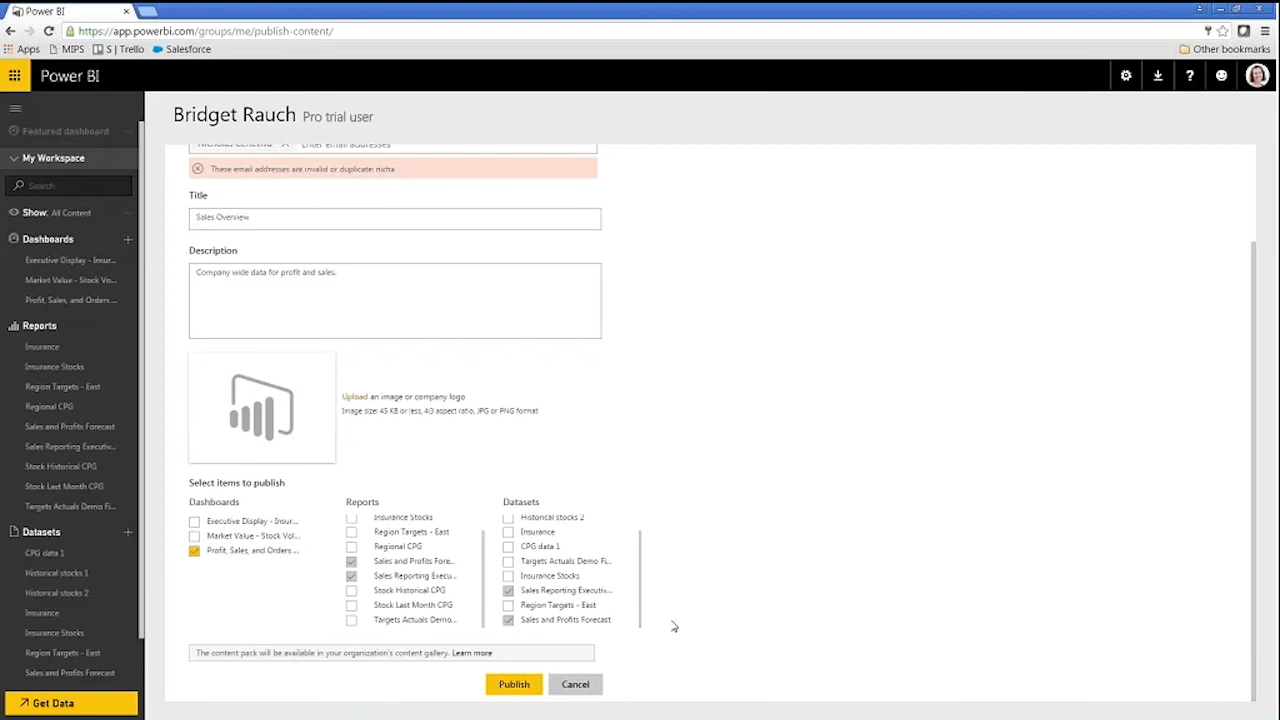 Power BI
https://app.powerbi.com/groups/me/publish-content/
Apps MIPS S | Trello Salesforce Other bookmarks
Power BI ?
Bridget Rauch Pro trial user
Featured dashboard
My Workspace
Search
Show: All Content
Dashboards
Executive Display - Insur...
Market Value - Stock Vo...
Profit, Sales, and Orders ...
Reports
Insurance
Insurance Stocks
Region Targets - East
Regional CPG
Sales and Profits Forecast
Sales Reporting Executiv...
Stock Historical CPG
Stock Last Month CPG
Targets Actuals Demo Fi...
Datasets
CPG data 1
Historical stocks 1
Historical stocks 2
Insurance
Insurance Stocks
Region Targets - East
Sales and Profits Forecast
Get Data
Enter email addresses
These email addresses are invalid or duplicate: nicha
Title
Sales Overview
Description
Company wide data for profit and sales.
Upload an image or company logo
Image size: 45 KB or less, 4:3 aspect ratio, JPG or PNG format
Select items to publish
Dashboards
Executive Display - Insur...
Market Value - Stock Vol...
Profit, Sales, and Orders ...
Reports
Insurance Stocks
Region Targets - East
Regional CPG
Sales and Profits Fore...
Sales Reporting Execu...
Stock Historical CPG
Stock Last Month CPG
Targets Actuals Demo...
Datasets
Historical stocks 2
Insurance
CPG data 1
Targets Actuals Demo Fi...
Insurance Stocks
Sales Reporting Executiv...
Region Targets - East
Sales and Profits Forecast
The content pack will be available in your organization's content gallery. Learn more
Publish Cancel